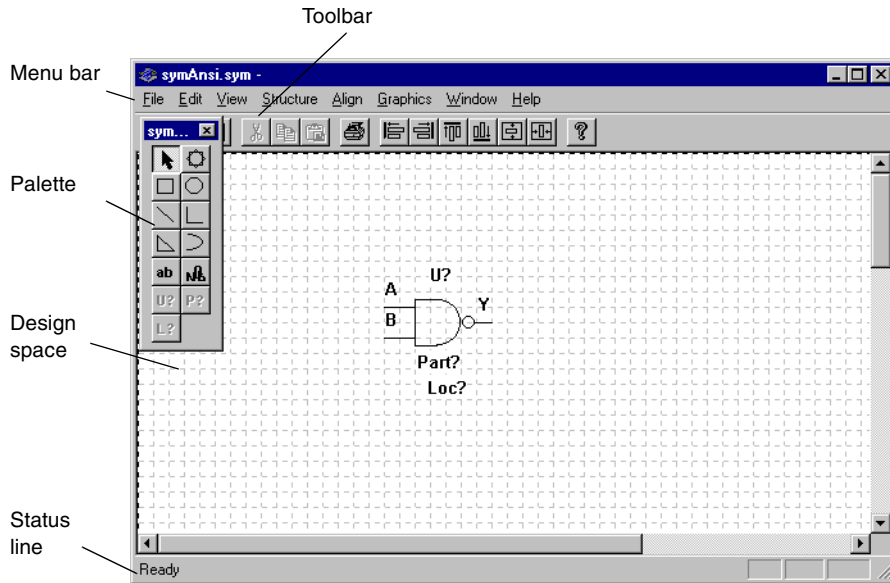 Toolbar
Menu bar
symAnsi.sym -
File Edit View Structure Align Graphics Window Help
sym...
Palette
ab
U? P?
L?
U?
A
Y
B
Part?
Loc?
Design
space
Status
line
Ready